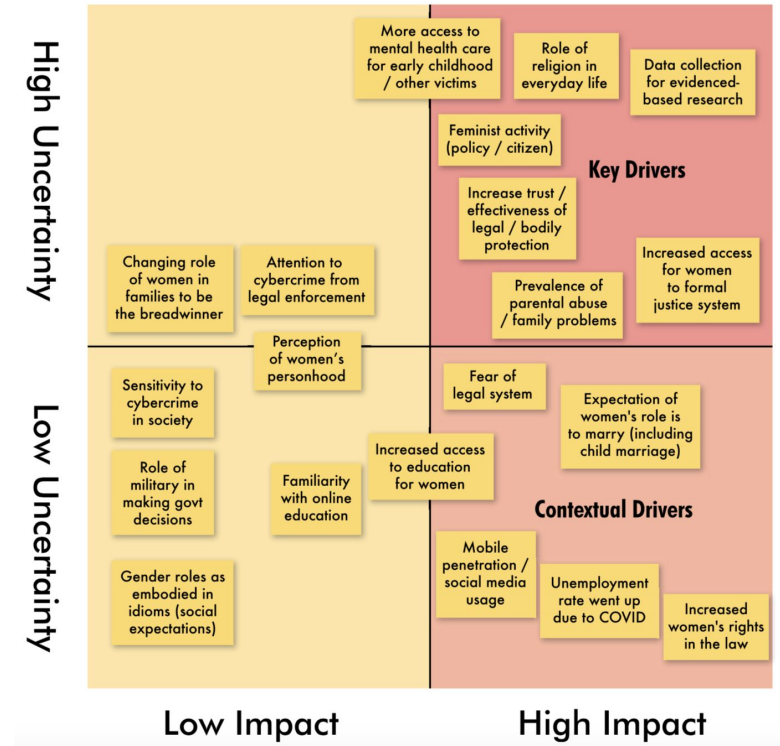 High Uncertainty
Low Uncertainty
More access to
mental health care
for early childhood
/ other victims
Role of
religion in
everyday life
Data collection
for evidenced-
based research
Feminist activity
(policy / citizen)
Key Drivers
Increase trust /
effectiveness of
legal / bodily
protection
Increased access
for women
to formal
justice system
Prevalence of
parental abuse
/ family problems
Changing role
of women in
families to be
the breadwinner
Attention to
cybercrime from
legal enforcement
Perception
of women's
personhood
Sensitivity to
cybercrime
in society
Role of
military in
making govt
decisions
Familiarity
with online
education
Gender roles as
embodied in
idioms (social
expectations)
Fear of
legal system
Expectation of
women's role is
to marry (including
child marriage)
Increased access
to education
for women
Contextual Drivers
Mobile
penetration /
social media
usage
Unemployment
rate went up
due to COVID
Increased
women's rights
in the law
Low Impact
High Impact